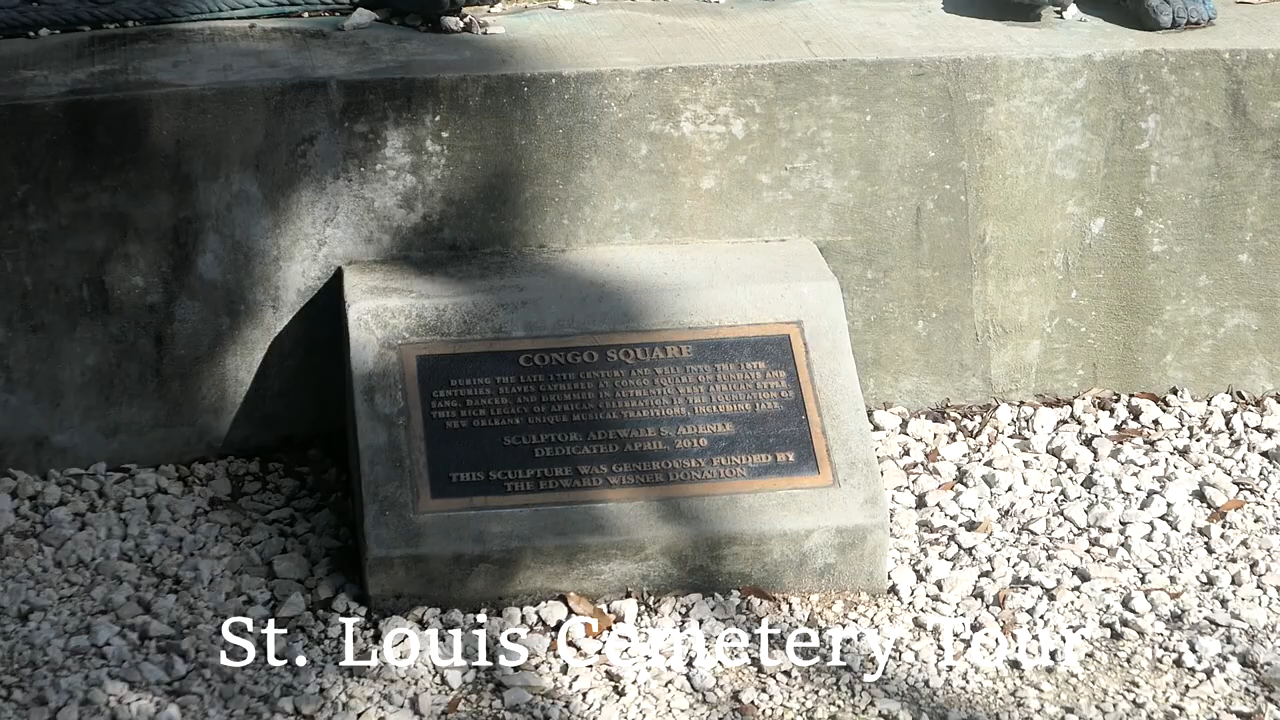 CONGO SQUARE
DURING THE LATE 17TH CENTURY AND WELL INTO THE 18TH
CENTURIES, SLAVES GATHERED AT CONGO SQUARE ON SUNDAYS AND
SANG, DANCED, AND DRUMMED IN AUTHENTIC WEST AFRICAN STYLE.
THIS RICH LEGACY OF AFRICAN CELEBRATION IS THE FOUNDATION OF
NEW ORLEANS' UNIQUE MUSICAL TRADITIONS, INCLUDING JAZZ.
SCULPTOR: ADEWALE S. ADENLE
DEDICATED APRIL, 2010
THIS SCULPTURE WAS GENEROUSLY FUNDED BY
THE EDWARD WISNER DONATION
St. Louis Cemetery Tour